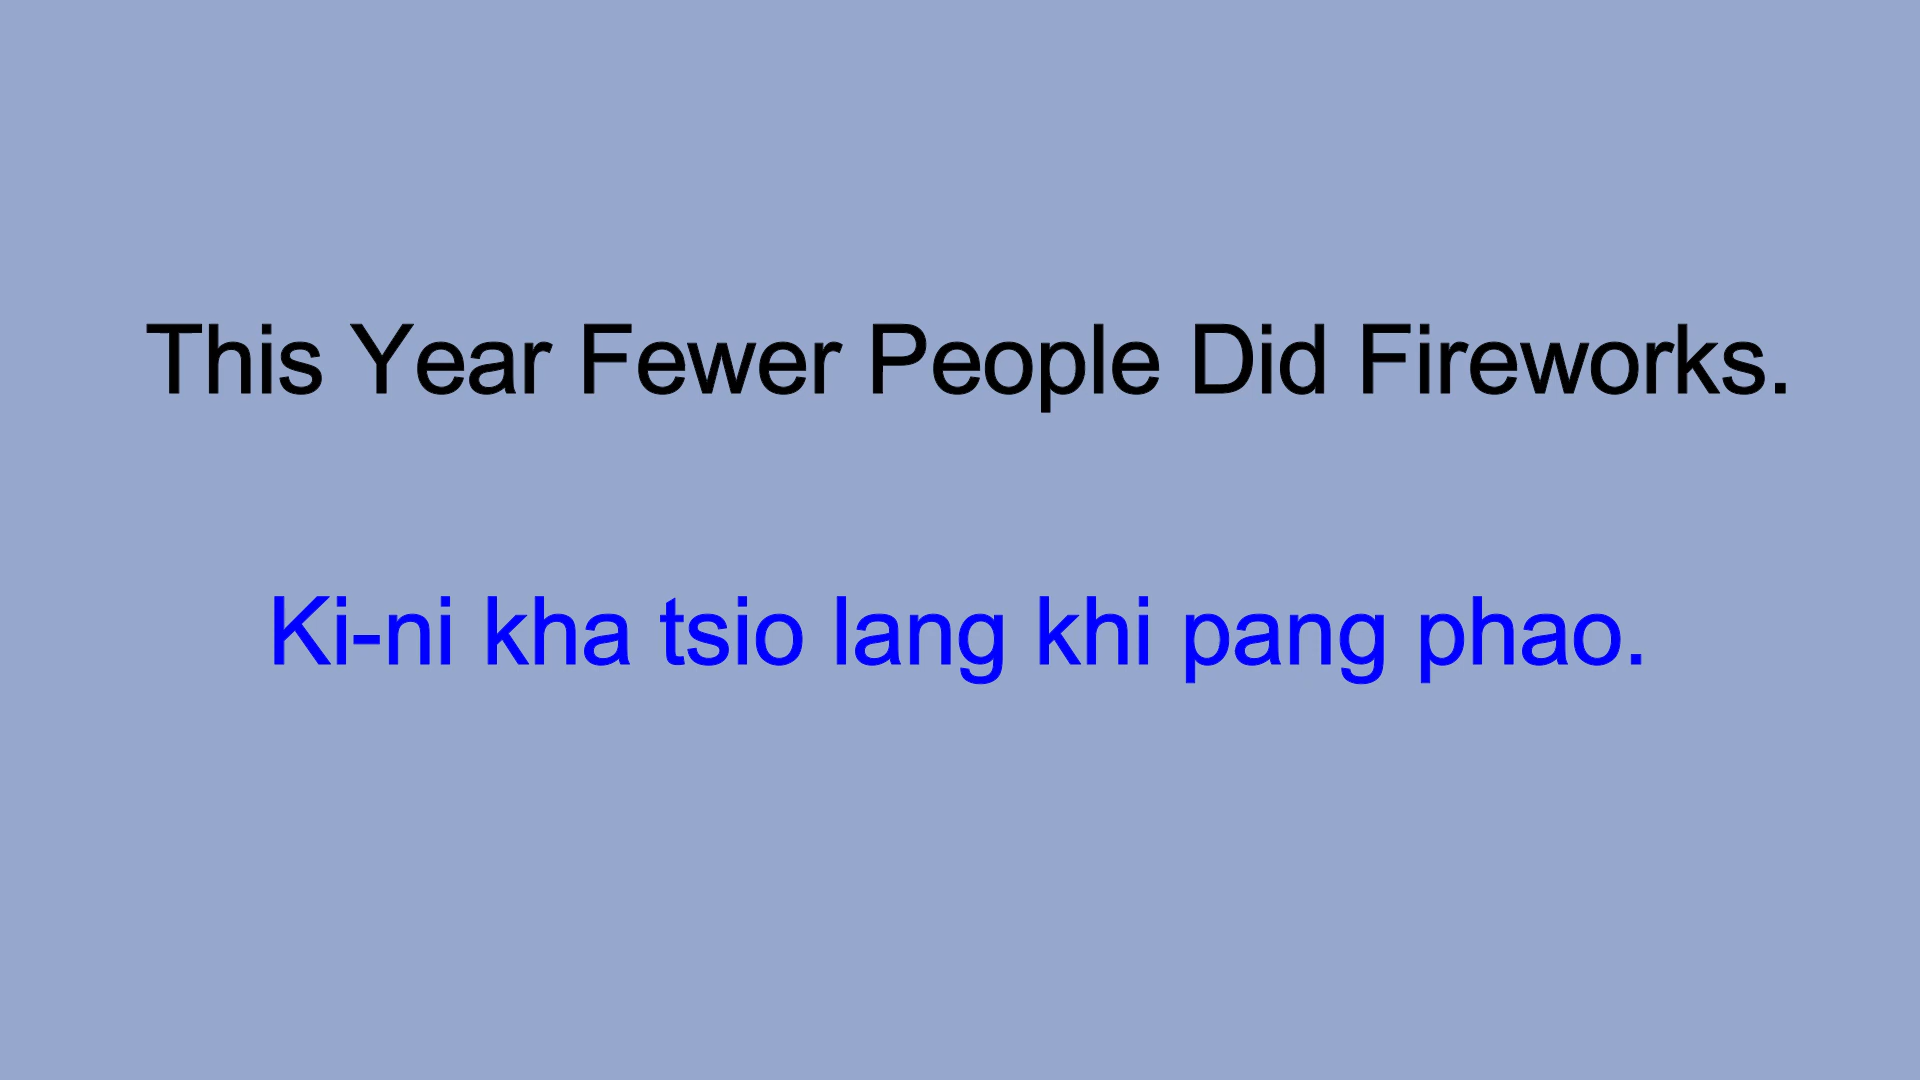 This Year Fewer People Did Fireworks.
Ki-ni kha tsio lang khi pang phao.